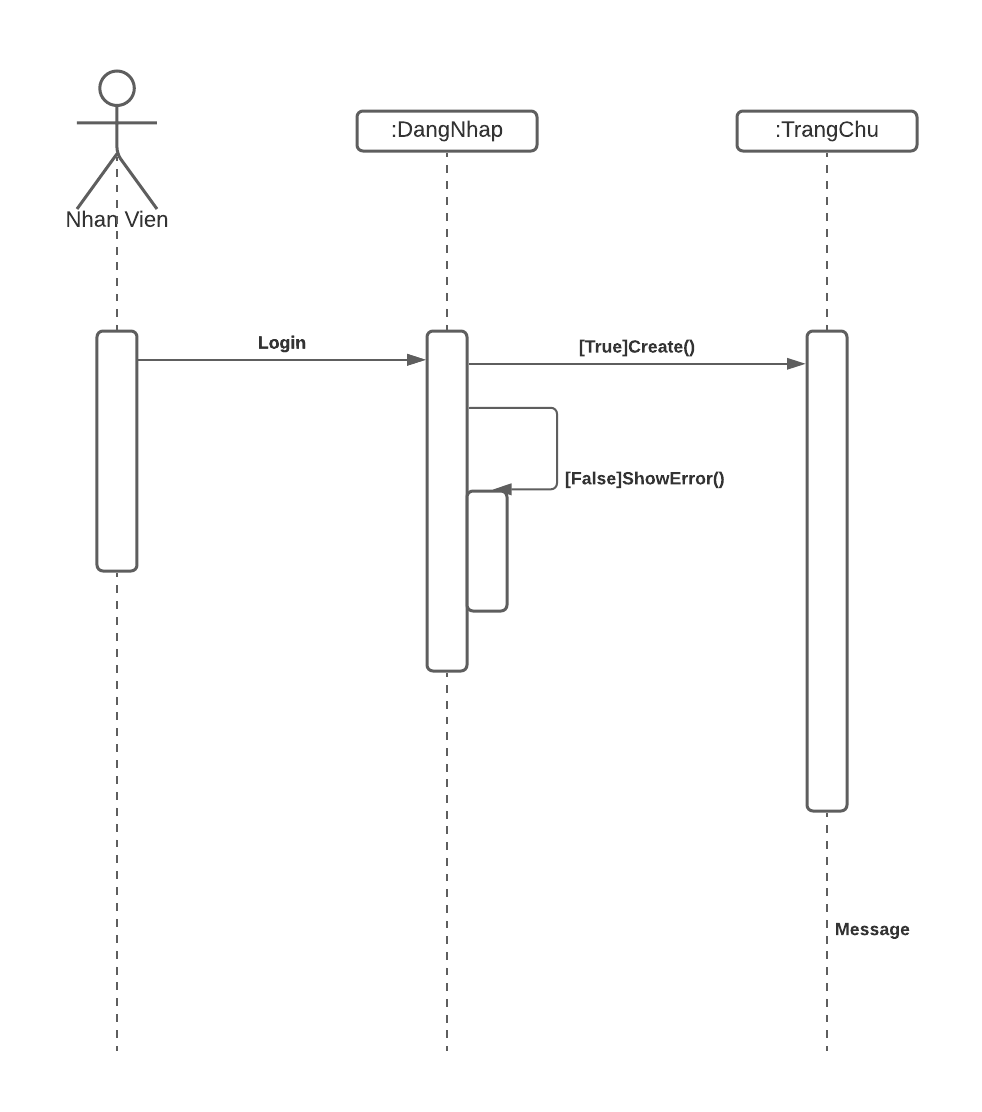 Nhan Vien
:DangNhap
:TrangChu
Login
[True]Create()
[False]ShowError()
Message